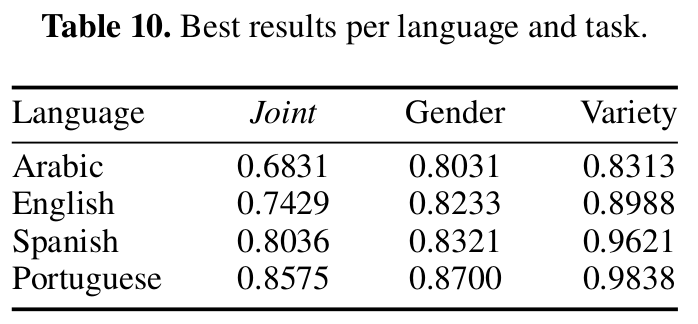 Table 10. Best results per language and task.
Language Joint Gender Variety
Arabic 0.6831 0.8031 0.8313
English 0.7429 0.8233 0.8988
Spanish 0.8036 0.8321 0.9621
Portuguese 0.8575 0.8700 0.9838